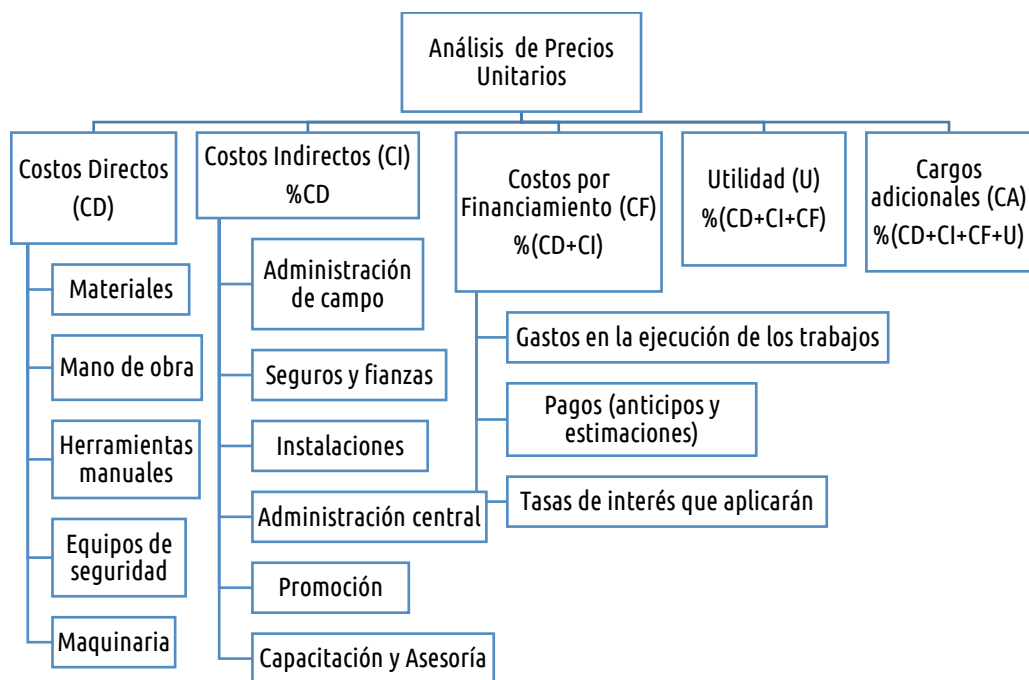 Análisis de Precios
Unitarios
Costos Directos
(CD)
Materiales
Mano de obra
Herramientas
manuales
Equipos de
seguridad
Maquinaria
Costos Indirectos (CI)
%CD
Administración
de campo
Seguros y fianzas
Instalaciones
Administración central
Promoción
Capacitación y Asesoría
Costos por
Financiamiento (CF)
%(CD+CI)
Gastos en la ejecución de los trabajos
Pagos (anticipos y
estimaciones)
Tasas de interés que aplicarán
Utilidad (U)
%(CD+CI+CF)
Cargos
adicionales (CA)
%(CD+CI+CF+U)